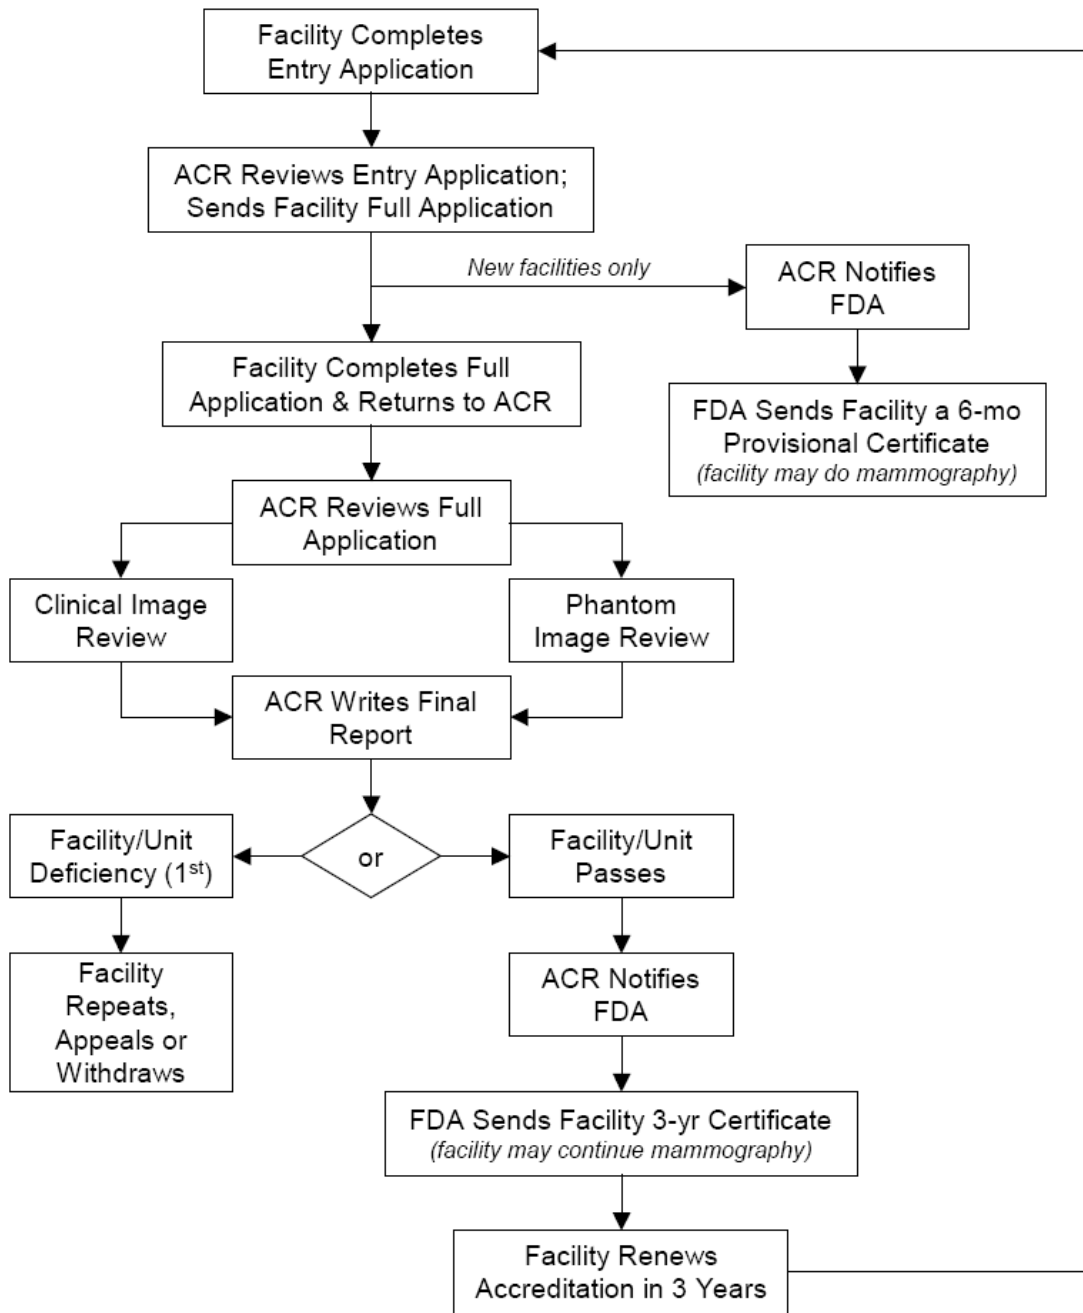 Facility Completes
Entry Application
ACR Reviews Entry Application;
Sends Facility Full Application
New facilities only
ACR Notifies
FDA
Facility Completes Full
Application & Returns to ACR
FDA Sends Facility a 6-mo
Provisional Certificate
(facility may do mammography)
ACR Reviews Full
Application
Clinical Image
Review
Phantom
Image Review
ACR Writes Final
Report
Facility/Unit
Deficiency (1st)
or
Facility/Unit
Passes
Facility
Repeats,
Appeals or
Withdraws
ACR Notifies
FDA
FDA Sends Facility 3-yr Certificate
(facility may continue mammography)
Facility Renews
Accreditation in 3 Years